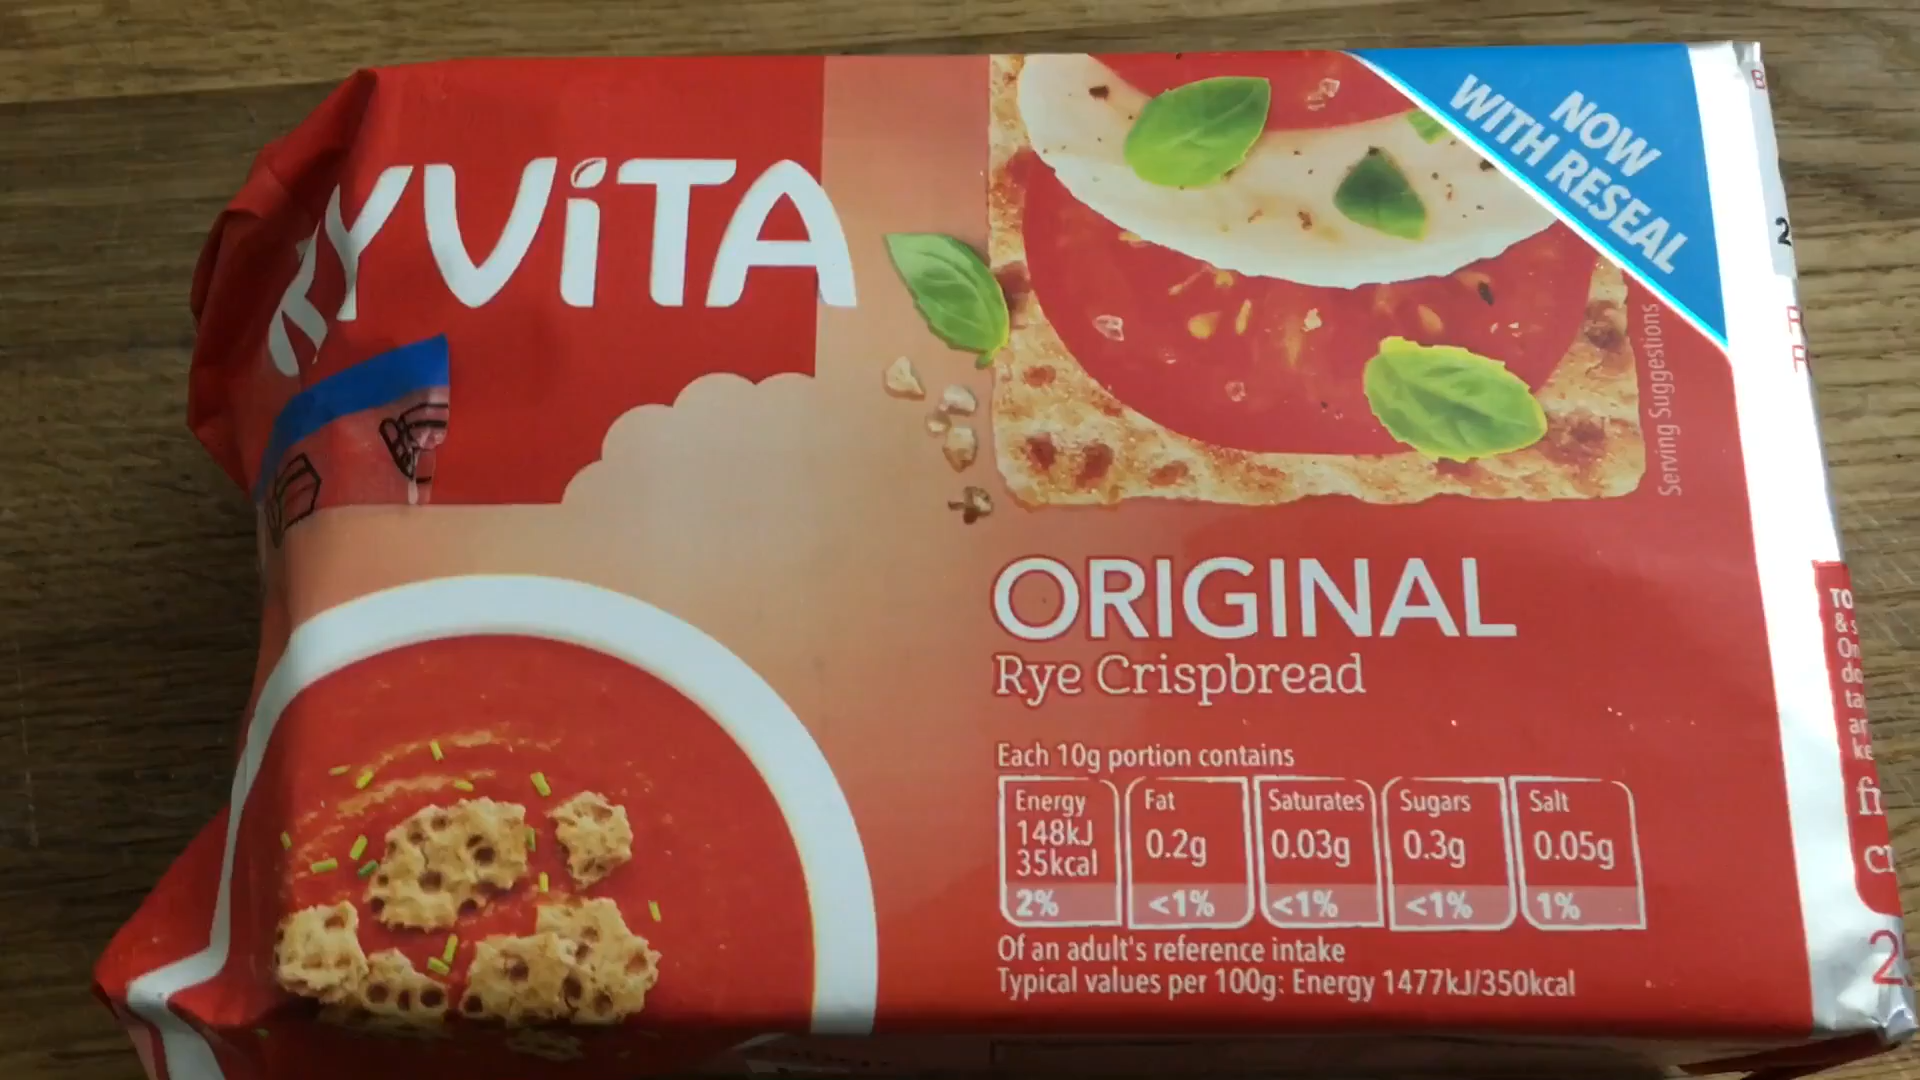 RYVITA
NOW
WITH RESEAL
Serving Suggestions
ORIGINAL
Rye Crispbread
Each 10g portion contains
Energy
148kJ
35kcal
2%
Fat
0.2g
<1%
Saturates
0.03g
<1%
Sugars
0.3g
<1%
Salt
0.05g
1%
Of an adult's reference intake
Typical values per 100g: Energy 1477kJ/350kcal